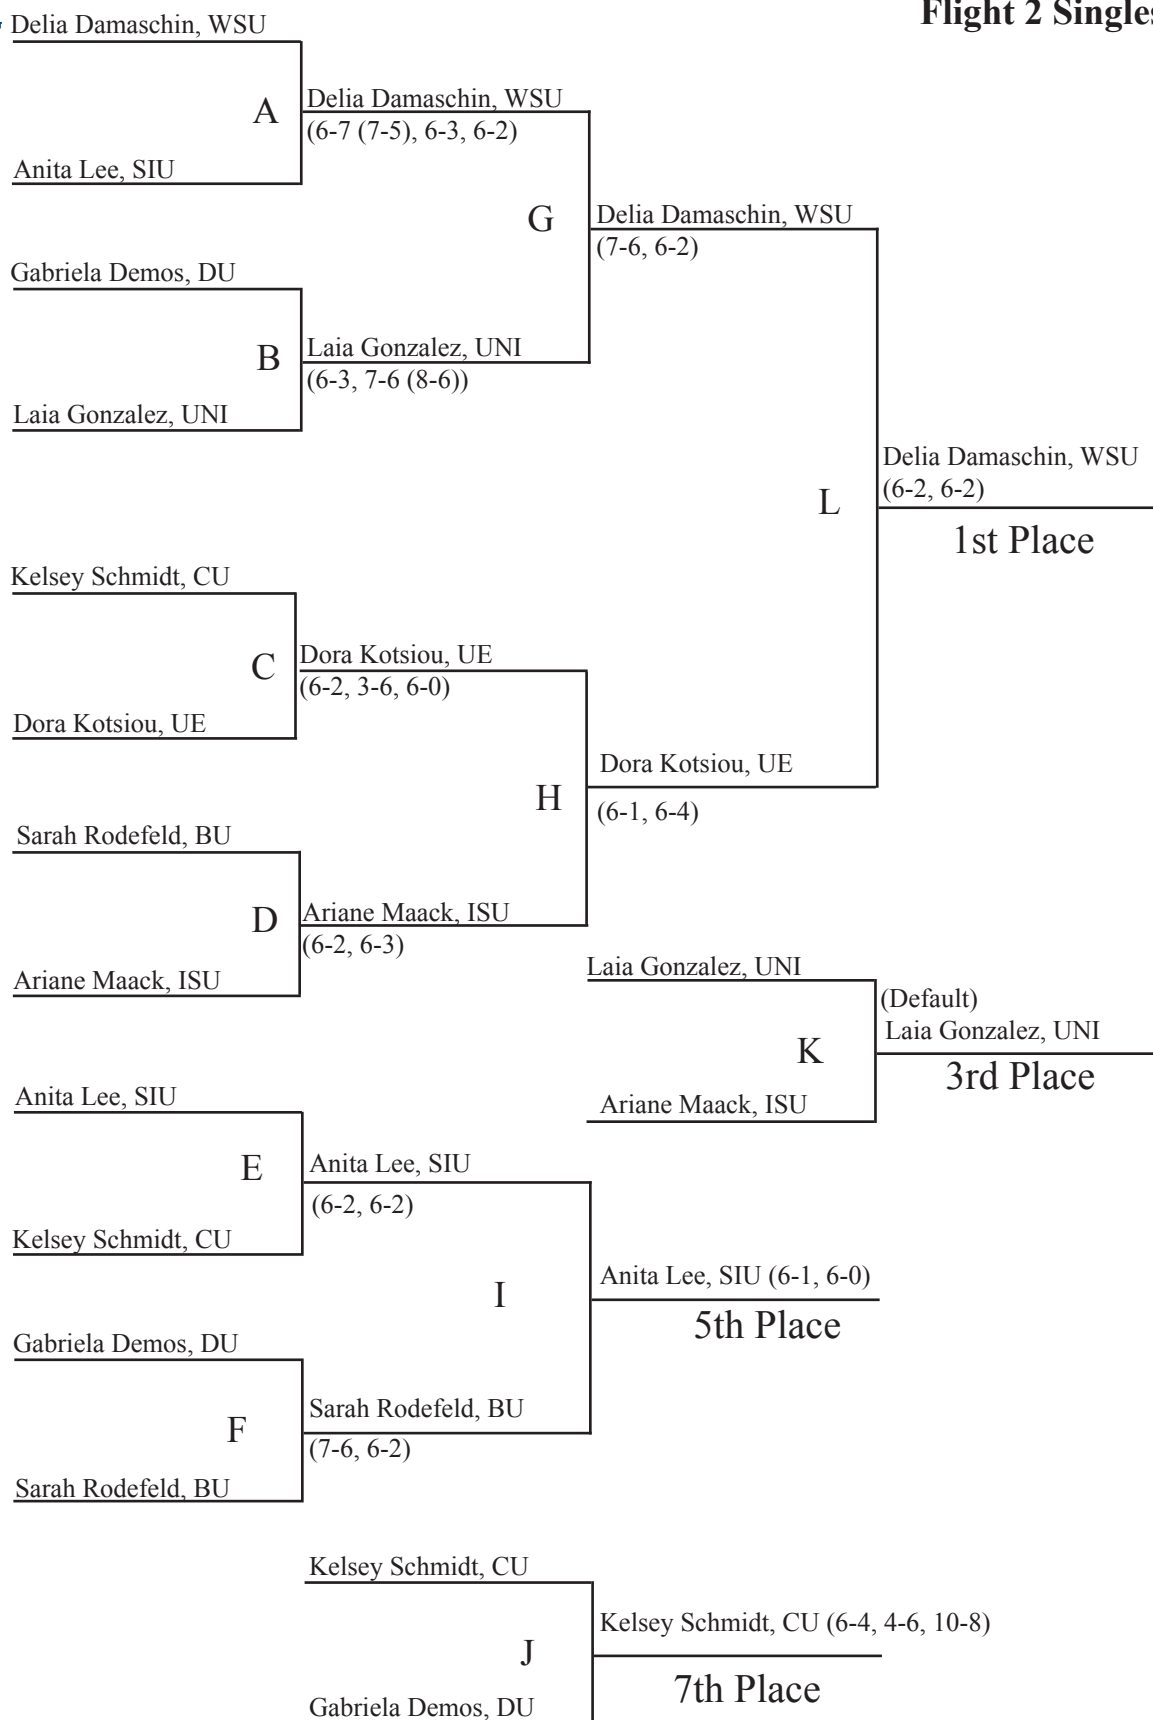 Flight 2 Singles
Delia Damaschin, WSU
A
Delia Damaschin, WSU
(6-7 (7-5), 6-3, 6-2)
Anita Lee, SIU
G
Delia Damaschin, WSU
(7-6, 6-2)
Gabriela Demos, DU
B
Laia Gonzalez, UNI
(6-3, 7-6 (8-6))
Laia Gonzalez, UNI
L
Delia Damaschin, WSU
(6-2, 6-2)
1st Place
Kelsey Schmidt, CU
C
Dora Kotsiou, UE
(6-2, 3-6, 6-0)
Dora Kotsiou, UE
H
Dora Kotsiou, UE
(6-1, 6-4)
Sarah Rodefeld, BU
D
Ariane Maack, ISU
(6-2, 6-3)
Ariane Maack, ISU
Laia Gonzalez, UNI
K
(Default)
Laia Gonzalez, UNI
3rd Place
Ariane Maack, ISU
Anita Lee, SIU
E
Anita Lee, SIU
(6-2, 6-2)
Kelsey Schmidt, CU
I
Anita Lee, SIU (6-1, 6-0)
5th Place
Gabriela Demos, DU
F
Sarah Rodefeld, BU
(7-6, 6-2)
Sarah Rodefeld, BU
Kelsey Schmidt, CU
J
Kelsey Schmidt, CU (6-4, 4-6, 10-8)
7th Place
Gabriela Demos, DU